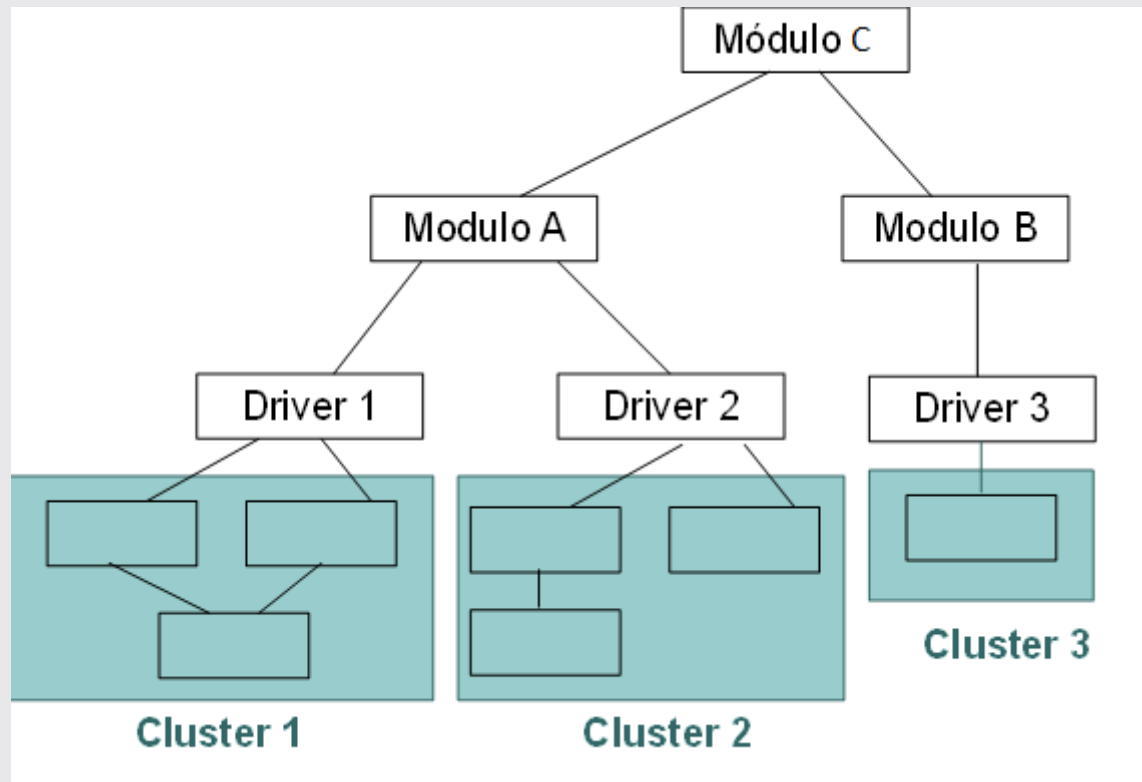 Módulo C
Modulo A
Modulo B
Driver 1
Driver 2
Driver 3
Cluster 3
Cluster 1
Cluster 2